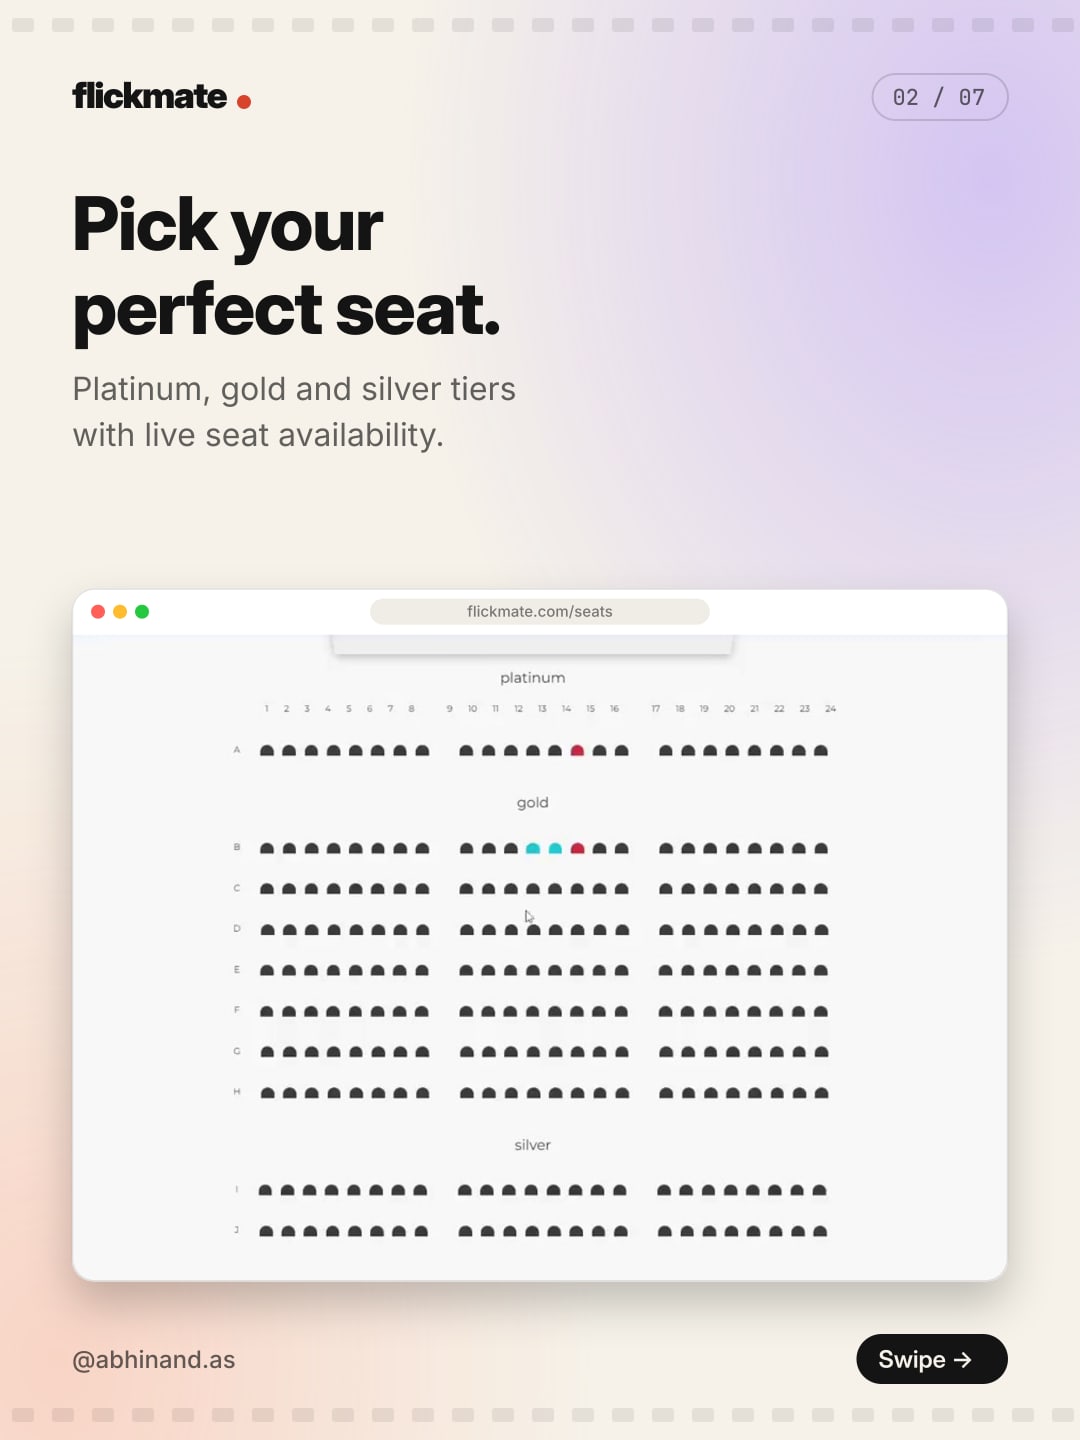 flickmate
02 / 07
Pick your
perfect seat.
Platinum, gold and silver tiers
with live seat availability.
flickmate.com/seats
platinum
1 2 3 4 5 6 7 8 9 10 11 12 13 14 15 16 17 18 19 20 21 22 23 24
A
gold
B
C
D
E
F
G
H
silver
I
J
@abhinand.as
Swipe →